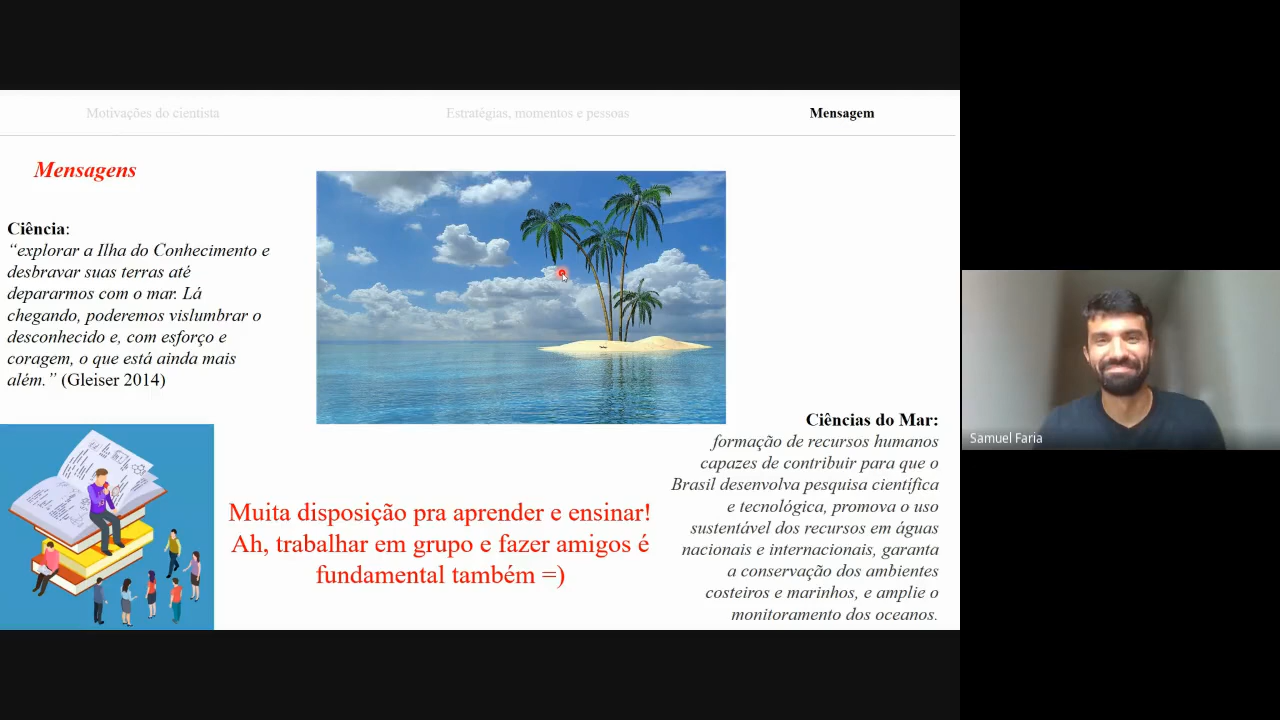 Motivações do cientista
Estratégias, momentos e pessoas
Mensagem
Mensagens
Ciência:
“explorar a Ilha do Conhecimento e
desbravar suas terras até
depararmos com o mar. Lá
chegando, poderemos vislumbrar o
desconhecido e, com esforço e
coragem, o que está ainda mais
além.” (Gleiser 2014)
Muita disposição pra aprender e ensinar!
Ah, trabalhar em grupo e fazer amigos é
fundamental também =)
Ciências do Mar:
formação de recursos humanos
capazes de contribuir para que o
Brasil desenvolva pesquisa científica
e tecnológica, promova o uso
sustentável dos recursos em águas
nacionais e internacionais, garanta
a conservação dos ambientes
costeiros e marinhos, e amplie o
monitoramento dos oceanos.
Samuel Faria